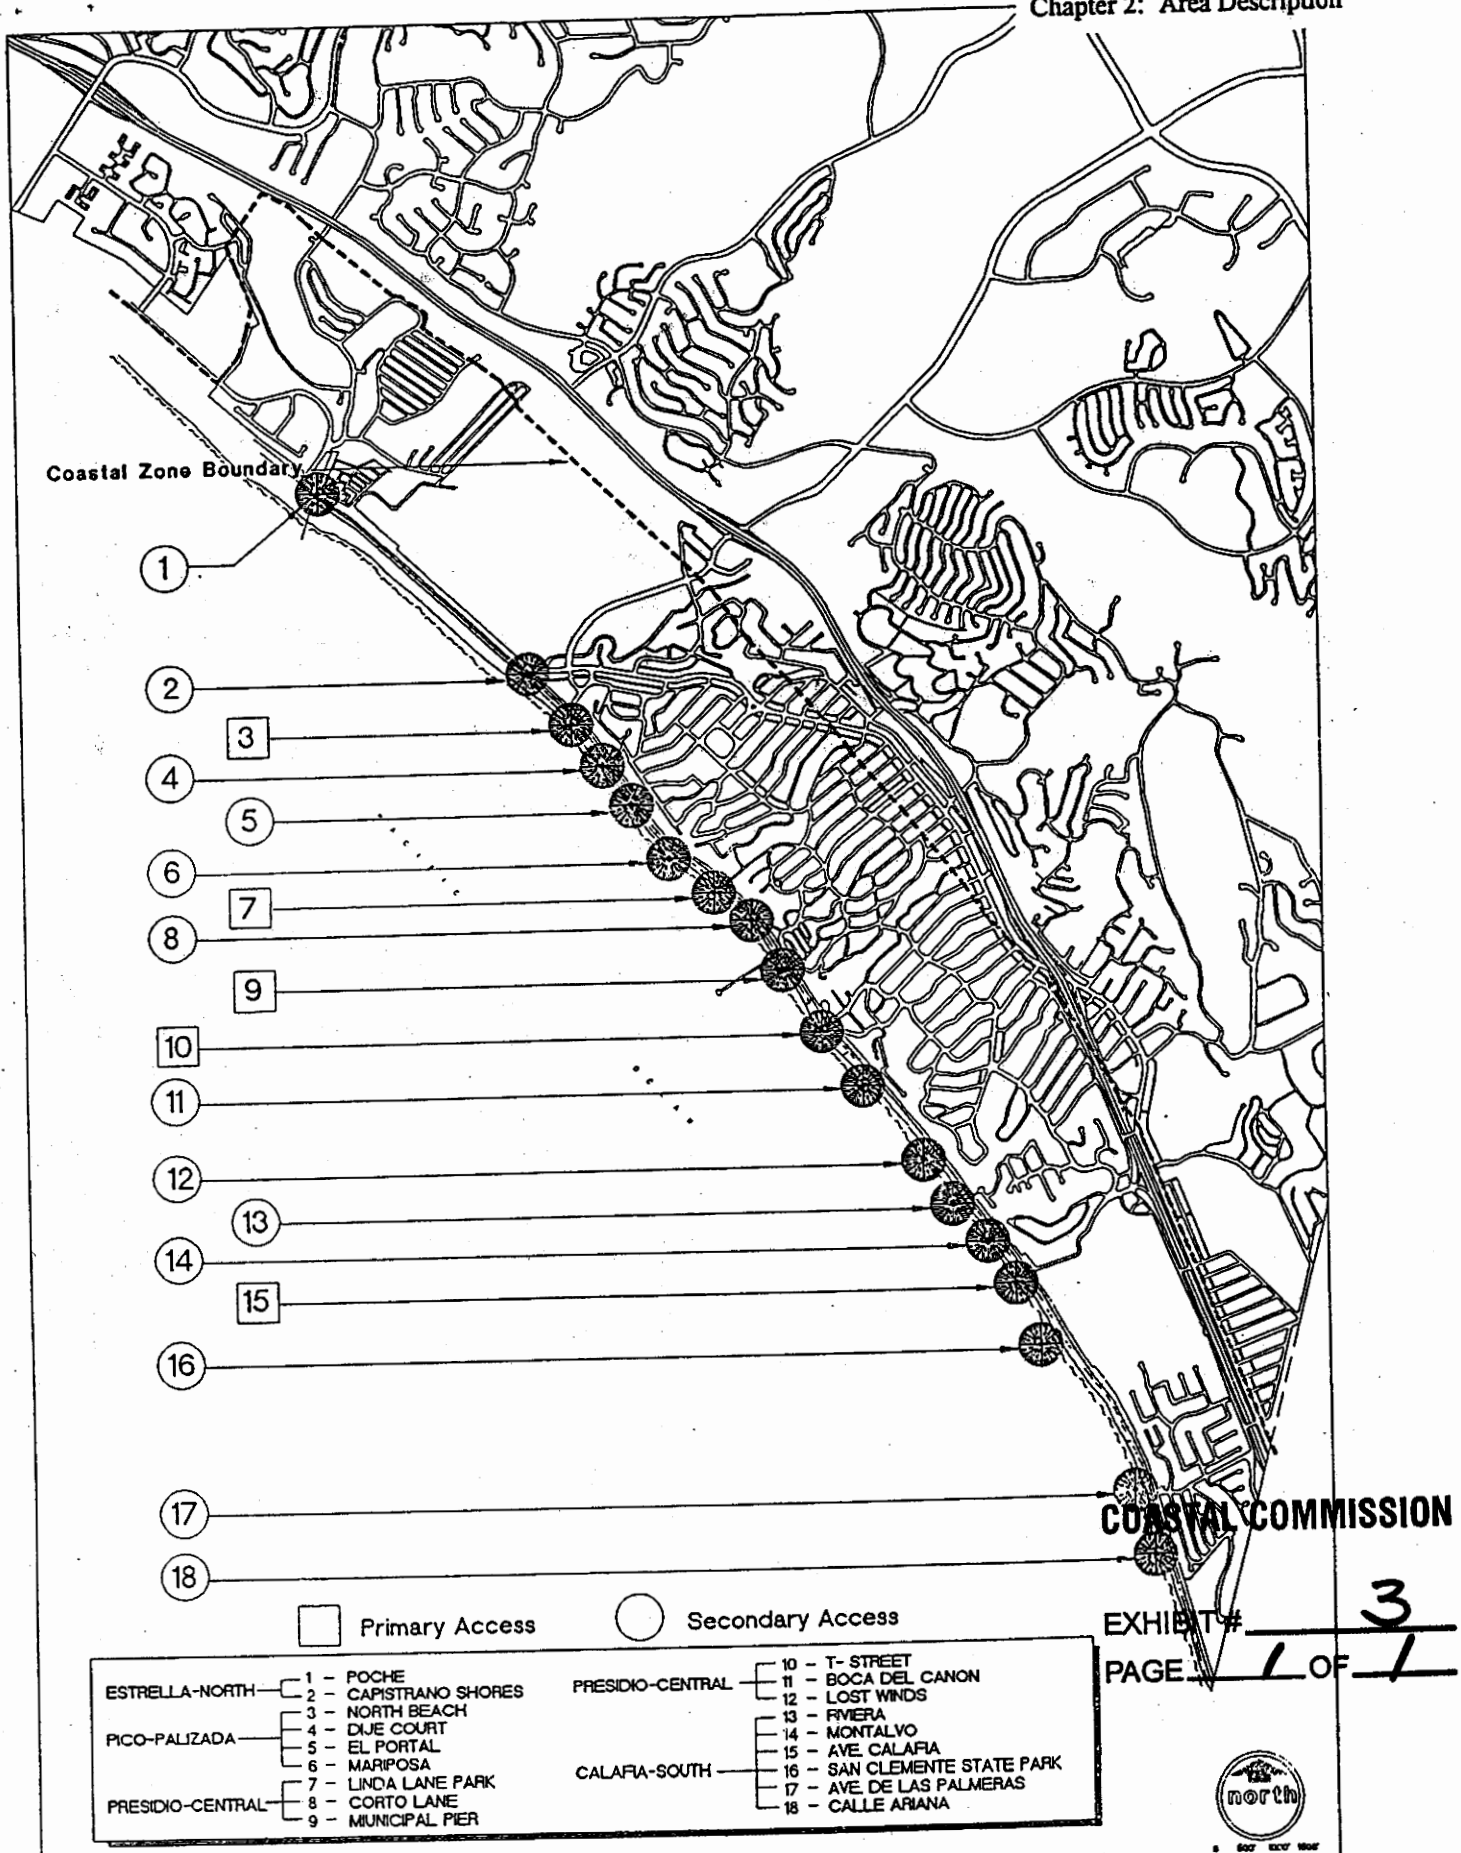 Chapter 2: Area Description
Coastal Zone Boundary
1
2
3
4
5
6
7
8
9
10
11
12
13
14
15
16
17
18
COASTAL COMMISSION
EXHIBIT # 3
PAGE 1 OF 1
Primary Access
Secondary Access
ESTRELLA-NORTH
1 - POCHE
2 - CAPISTRANO SHORES
PICO-PALIZADA
3 - NORTH BEACH
4 - DIJE COURT
5 - EL PORTAL
6 - MARIPOSA
PRESIDIO-CENTRAL
7 - LINDA LANE PARK
8 - CORTO LANE
9 - MUNICIPAL PIER
PRESIDIO-CENTRAL
10 - T- STREET
11 - BOCA DEL CANON
12 - LOST WINDS
CALAFIA-SOUTH
13 - RIVIERA
14 - MONTALVO
15 - AVE. CALAFIA
16 - SAN CLEMENTE STATE PARK
17 - AVE. DE LAS PALMERAS
18 - CALLE ARIANA
north